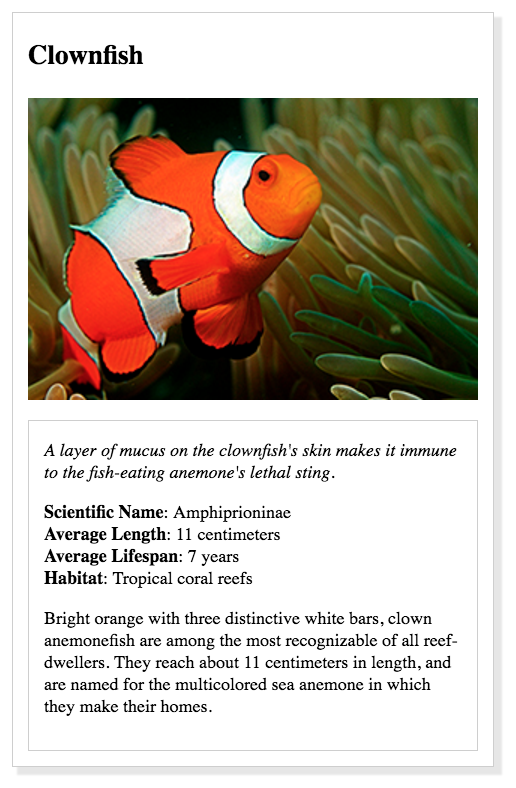 Clownfish
A layer of mucus on the clownfish's skin makes it immune
to the fish-eating anemone's lethal sting.
Scientific Name: Amphiprioninae
Average Length: 11 centimeters
Average Lifespan: 7 years
Habitat: Tropical coral reefs
Bright orange with three distinctive white bars, clown
anemonefish are among the most recognizable of all reef-
dwellers. They reach about 11 centimeters in length, and
are named for the multicolored sea anemone in which
they make their homes.